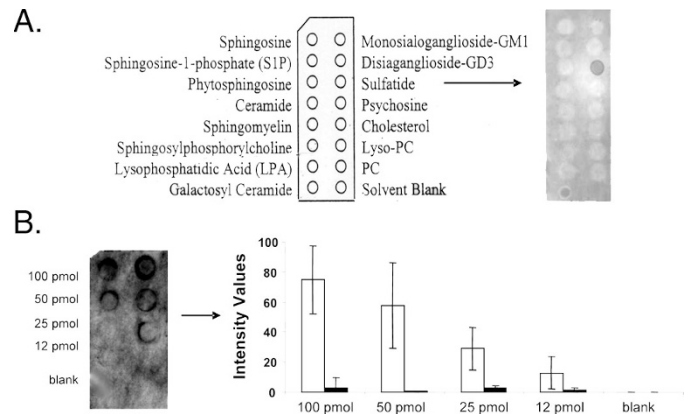 A.
Sphingosine
Monosialoganglioside-GM1
Sphingosine-1-phosphate (S1P)
Disiaganglioside-GD3
Phytosphingosine
Sulfatide
Ceramide
Psychosine
Sphingomyelin
Cholesterol
Sphingosylphosphorylcholine
Lyso-PC
Lysophosphatidic Acid (LPA)
PC
Galactosyl Ceramide
Solvent Blank
B.
100 pmol
50 pmol
25 pmol
12 pmol
blank
Intensity Values
100
80
60
40
20
0
100 pmol
50 pmol
25 pmol
12 pmol
blank